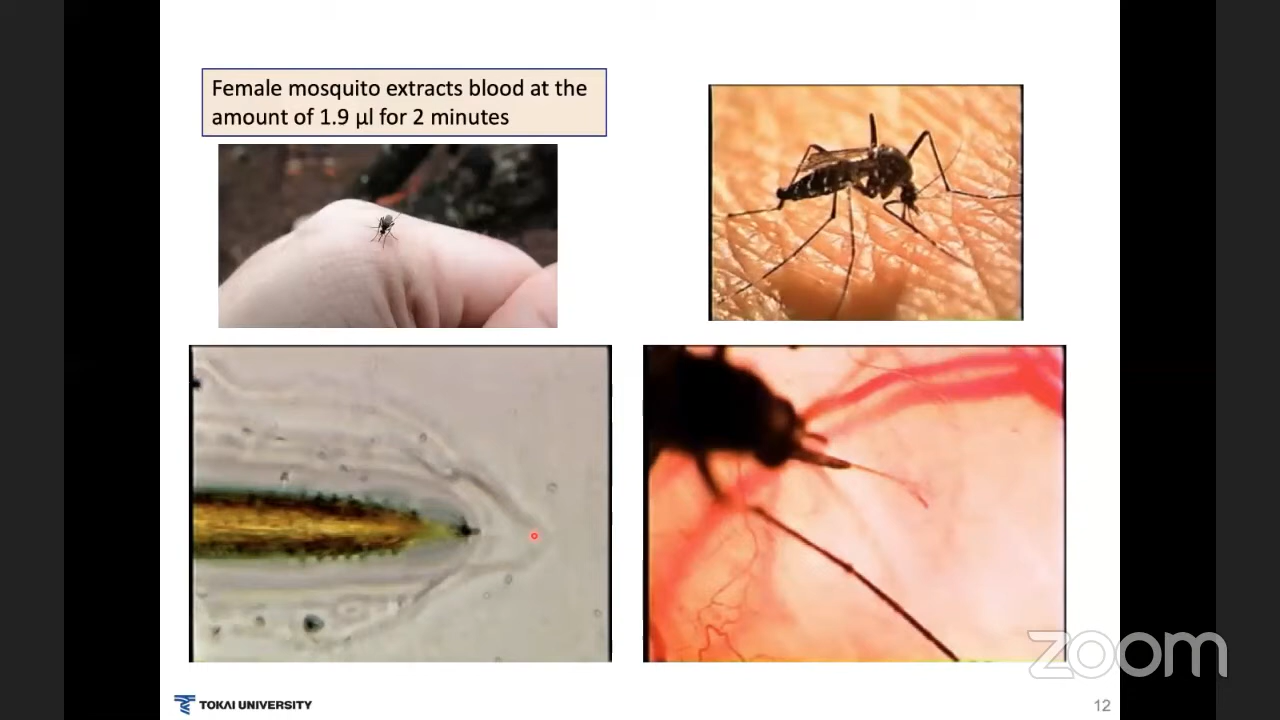 Female mosquito extracts blood at the
amount of 1.9 µl for 2 minutes
zoom
TOKAI UNIVERSITY
12